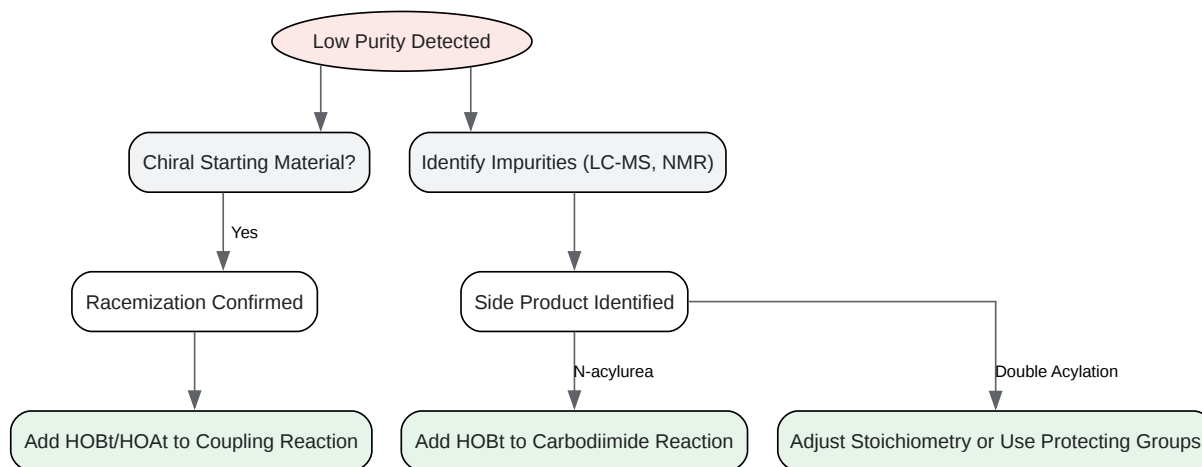 Low Purity Detected
Chiral Starting Material?
Identify Impurities (LC-MS, NMR)
Yes
Racemization Confirmed
Side Product Identified
N-acylurea
Double Acylation
Add HOBt/HOAt to Coupling Reaction
Add HOBt to Carbodiimide Reaction
Adjust Stoichiometry or Use Protecting Groups